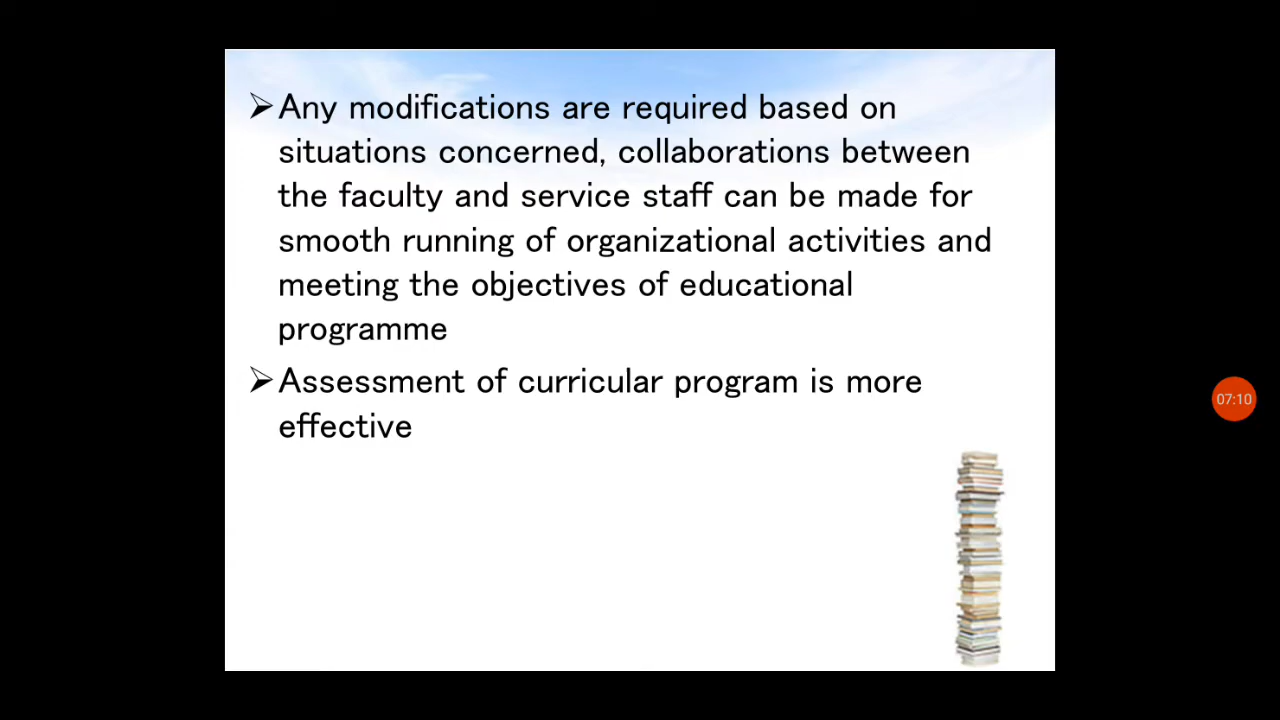 ➢Any modifications are required based on
situations concerned, collaborations between
the faculty and service staff can be made for
smooth running of organizational activities and
meeting the objectives of educational
programme
➢Assessment of curricular program is more
effective
07:10